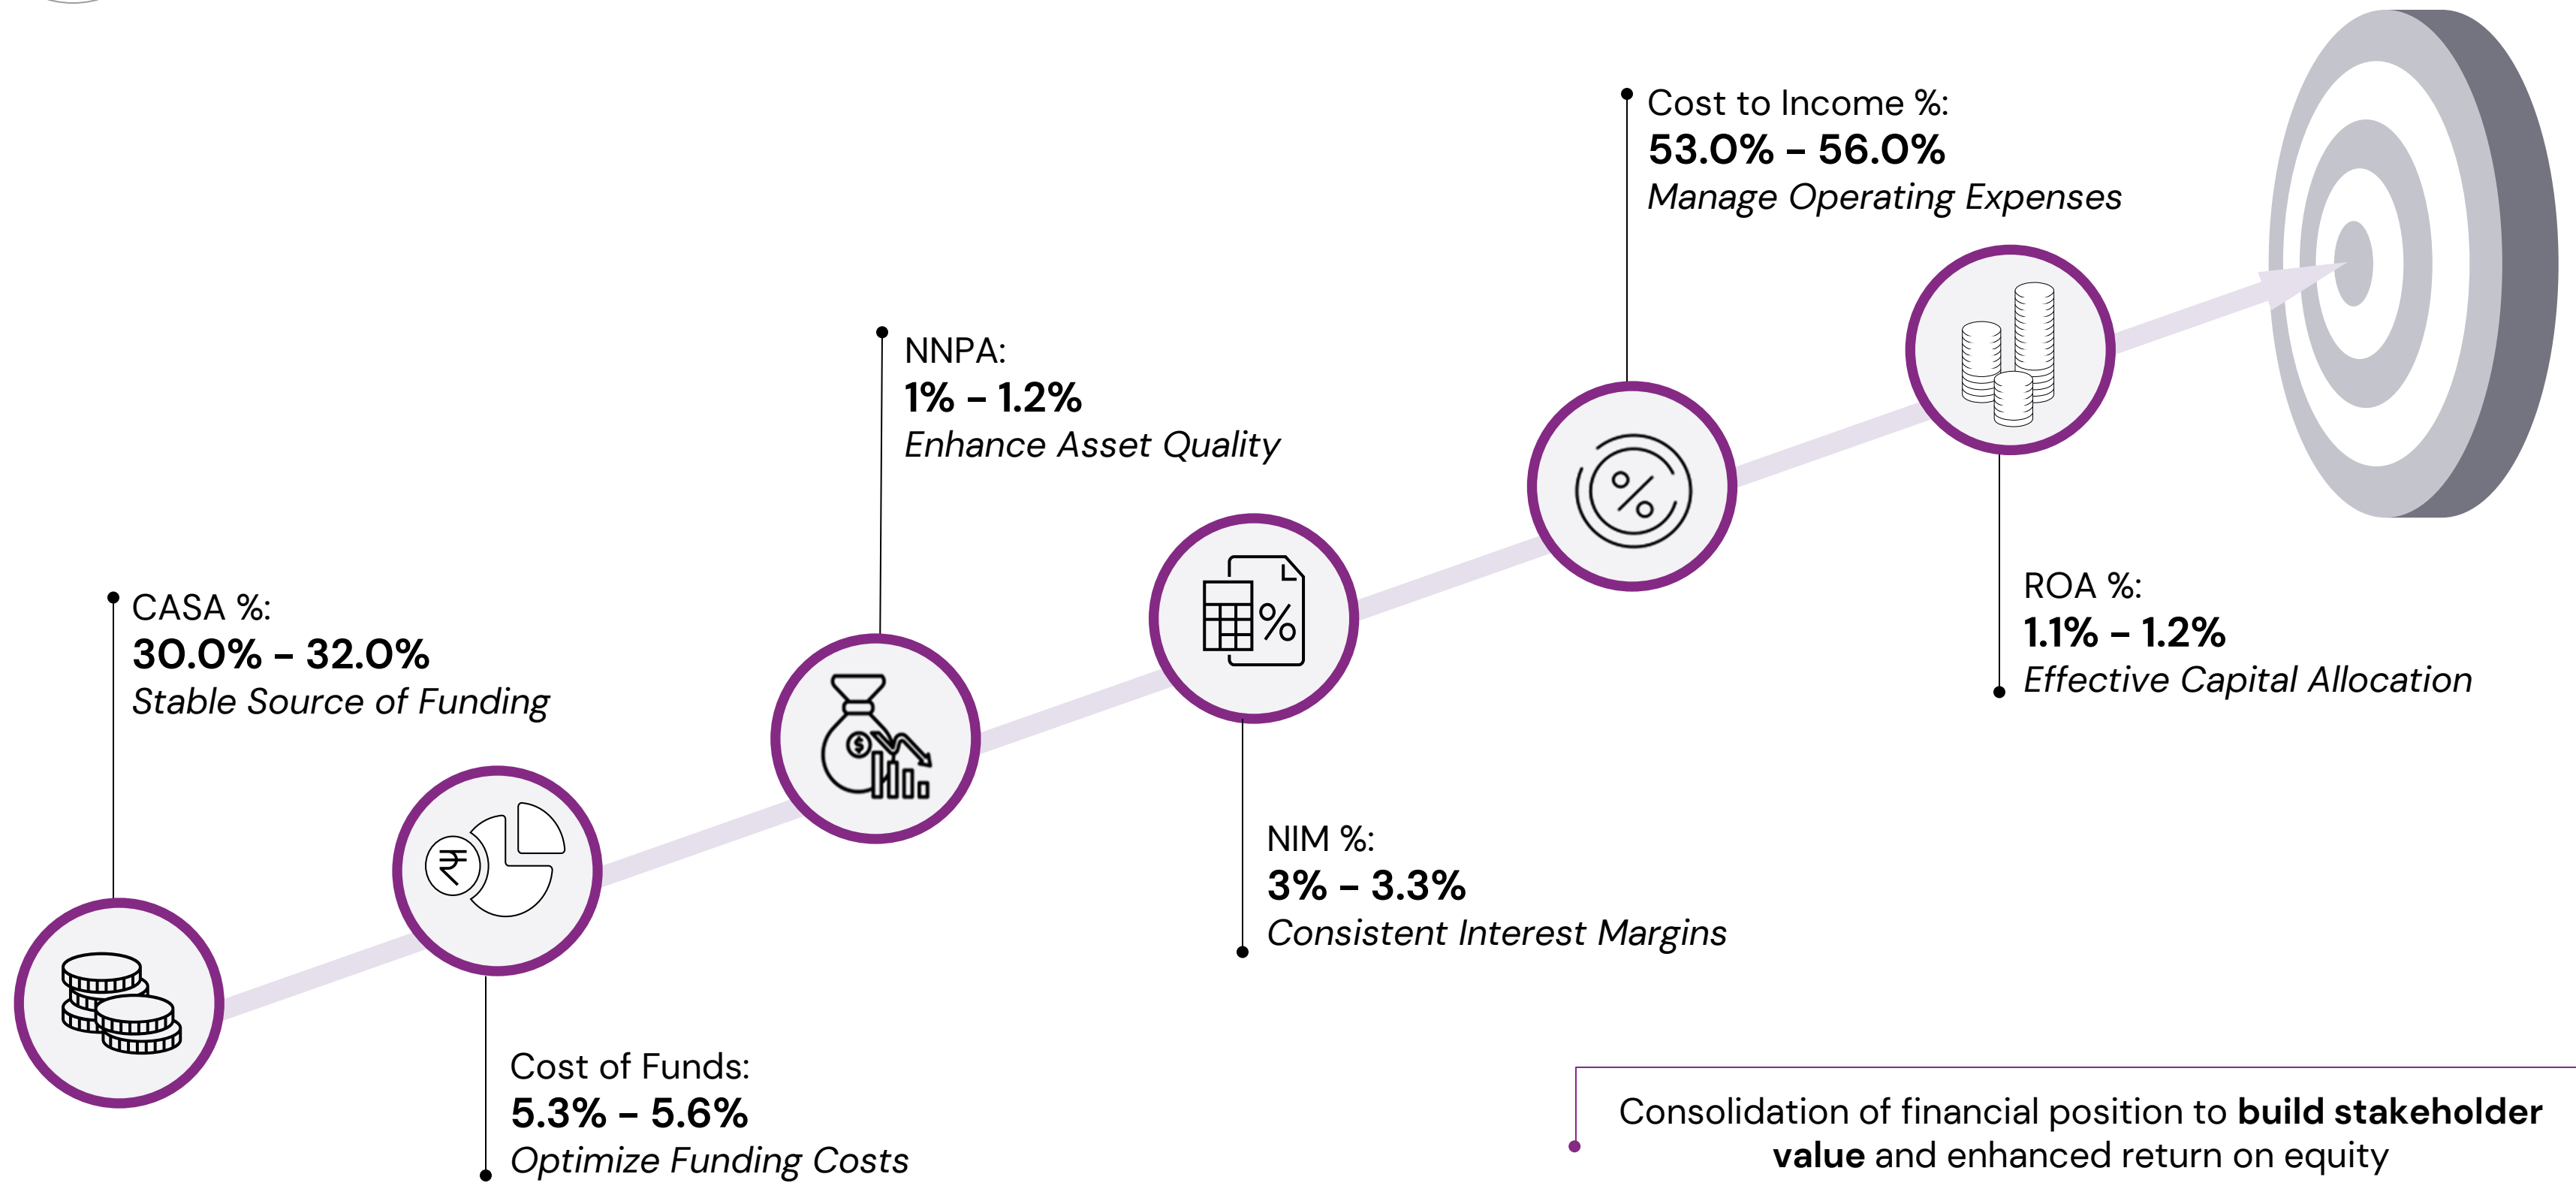 CASA %:
30.0% – 32.0%
Stable Source of Funding
Cost of Funds:
5.3% – 5.6%
Optimize Funding Costs
NNPA:
1% – 1.2%
Enhance Asset Quality
NIM %:
3% – 3.3%
Consistent Interest Margins
Cost to Income %:
53.0% – 56.0%
Manage Operating Expenses
ROA %:
1.1% – 1.2%
Effective Capital Allocation
Consolidation of financial position to build stakeholder
value and enhanced return on equity
₹
$
%
%